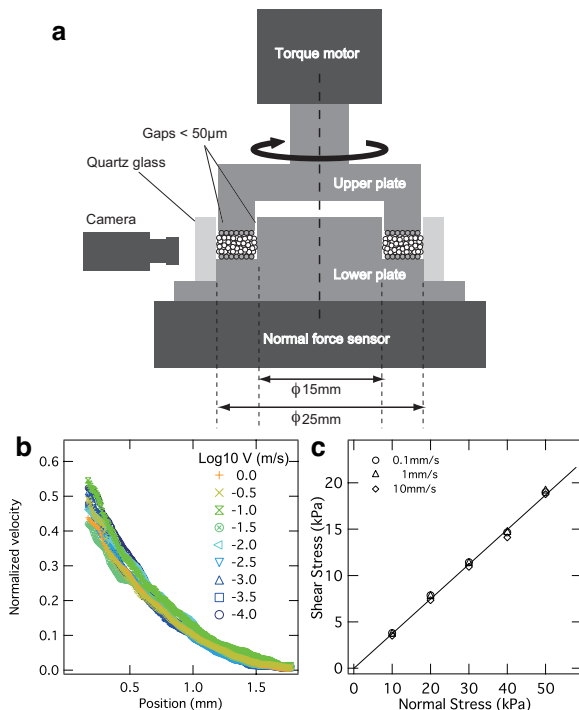 a
Torque motor
Gaps < 50μm
Quartz glass
Upper plate
Camera
Lower plate
Normal force sensor
ϕ15mm
ϕ25mm
b
Log10 V (m/s)
0.0
-0.5
-1.0
-1.5
-2.0
-2.5
-3.0
-3.5
-4.0
0.6
0.5
0.4
0.3
0.2
0.1
0.0
Normalized velocity
0.5
1.0
1.5
Position (mm)
c
0.1mm/s
1mm/s
10mm/s
20
15
10
5
0
Shear Stress (kPa)
0 10 20 30 40 50
Normal Stress (kPa)